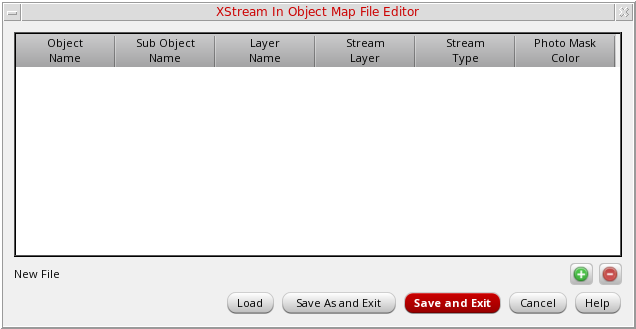 XStream In Object Map File Editor
Object Name
Sub Object Name
Layer Name
Stream Layer
Stream Type
Photo Mask Color
New File
Load
Save As and Exit
Save and Exit
Cancel
Help